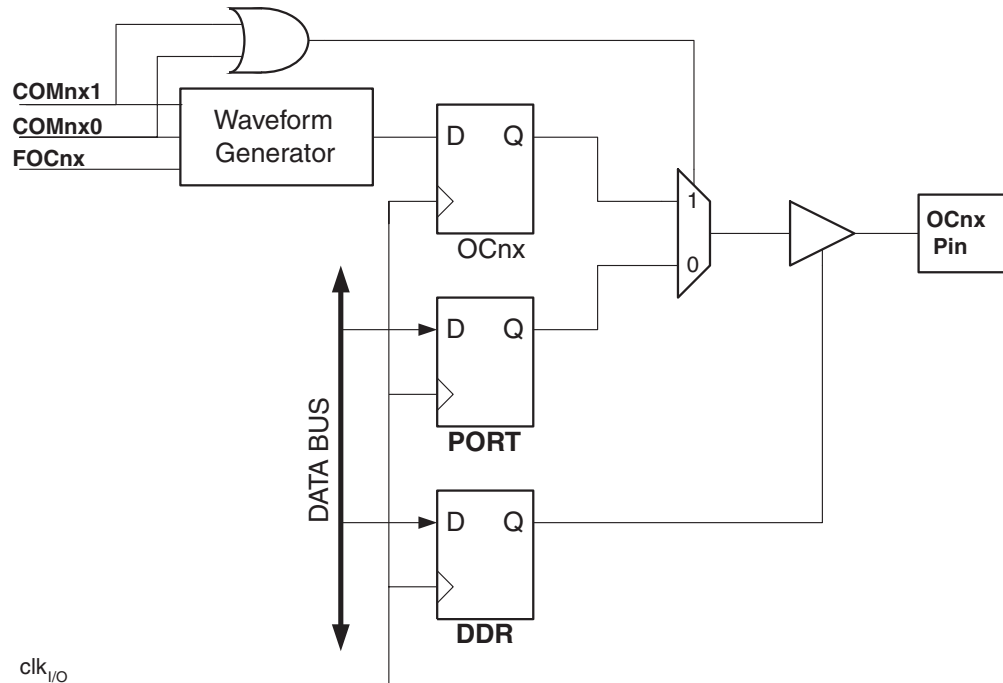 COMnx1
COMnx0
FOCnx
Waveform
Generator
D Q
OCnx
1
0
OCnx
Pin
D Q
PORT
DATA BUS
D Q
DDR
clkI/O